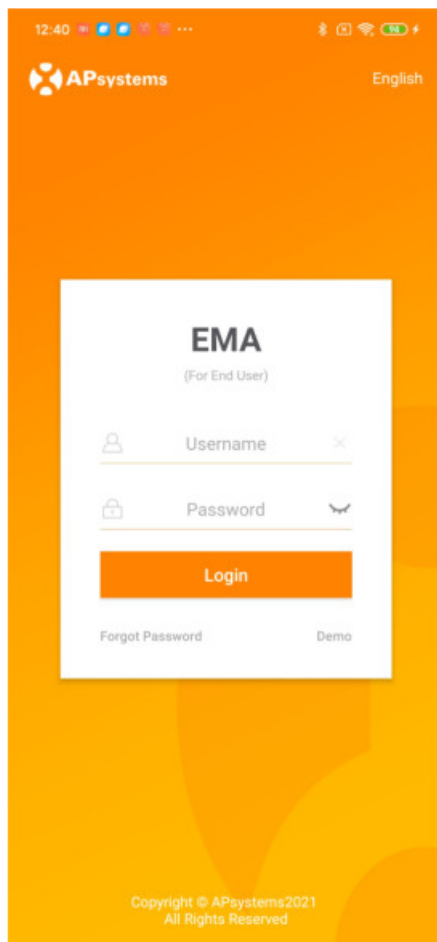 12:40
94
APsystems
English
EMA
(For End User)
Username
Password
Login
Forgot Password
Demo
Copyright © APsystems2021
All Rights Reserved